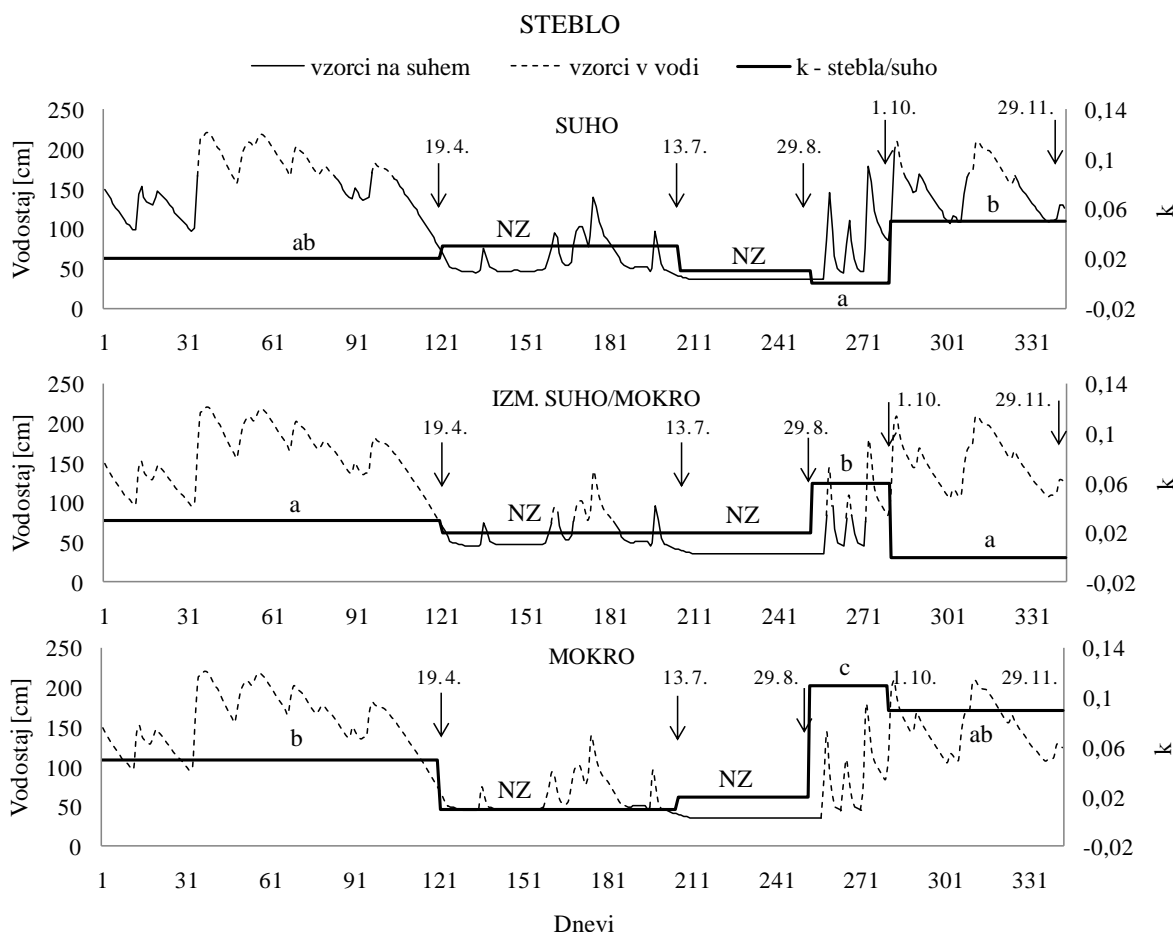 STEBLO
vzorci na suhem vzorci v vodi k - stebla/suho
SUHO
Vodostaj [cm]
250
200
150
100
50
0
0,14
0,1
0,06
0,02
-0,02
k
19.4.
13.7.
29.8.
1.10.
29.11.
ab
NZ
NZ
a
b
1 31 61 91 121 151 181 211 241 271 301 331
IZM. SUHO/MOKRO
Vodostaj [cm]
250
200
150
100
50
0
0,14
0,1
0,06
0,02
-0,02
k
19.4.
13.7.
29.8.
1.10.
29.11.
a
NZ
NZ
b
a
1 31 61 91 121 151 181 211 241 271 301 331
MOKRO
Vodostaj [cm]
250
200
150
100
50
0
0,14
0,1
0,06
0,02
-0,02
k
19.4.
13.7.
29.8.
1.10.
29.11.
b
NZ
NZ
c
ab
1 31 61 91 121 151 181 211 241 271 301 331
Dnevi